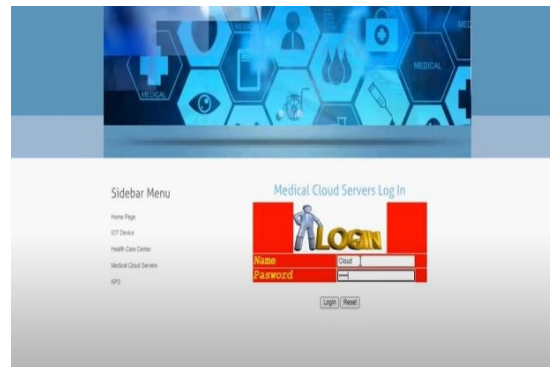 MEDICAL
MEDICAL
Sidebar Menu
Home Page
IOT Device
Health Care Center
Medical Cloud Servers
KPS
Medical Cloud Servers Log In
LOGIN
Name
Cloud
Pasword
Login
Reset